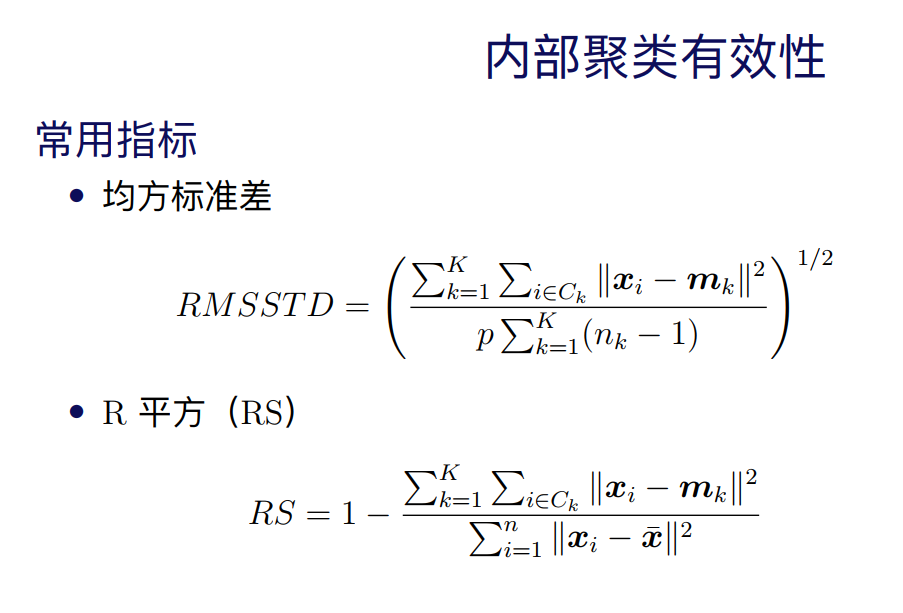 内部聚类有效性
常用指标
• 均方标准差
$RMSSTD = \left( \frac{\sum_{k=1}^{K} \sum_{i \in C_k} \|\boldsymbol{x}_i - \boldsymbol{m}_k\|^2}{p \sum_{k=1}^{K} (n_k - 1)} \right)^{1/2}$
• R 平方（RS）
$RS = 1 - \frac{\sum_{k=1}^{K} \sum_{i \in C_k} \|\boldsymbol{x}_i - \boldsymbol{m}_k\|^2}{\sum_{i=1}^{n} \|\boldsymbol{x}_i - \bar{\boldsymbol{x}}\|^2}$